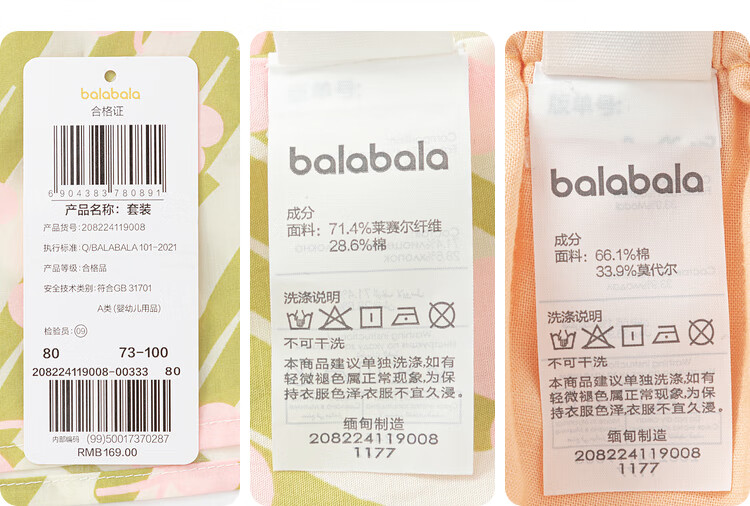 balabala
合格证
6904383780891
产品名称：套装
产品货号：208224119008
执行标准：Q/BALABALA 101-2021
产品等级：合格品
安全技术类别：符合GB 31701
A类（婴幼儿用品）
检验员：09
80 73-100
208224119008-00333 80
内部编码 (99)50017370287
RMB169.00
balabala
成分
面料：71.4%莱赛尔纤维
28.6%棉
洗涤说明
不可干洗
本商品建议单独洗涤，如有
轻微褪色属正常现象，为保
持衣服色泽，衣服不宜久浸。
缅甸制造
208224119008
1177
balabala
成分
面料：66.1%棉
33.9%莫代尔
洗涤说明
不可干洗
本商品建议单独洗涤，如有
轻微褪色属正常现象，为保
持衣服色泽，衣服不宜久浸。
缅甸制造
208224119008
1177